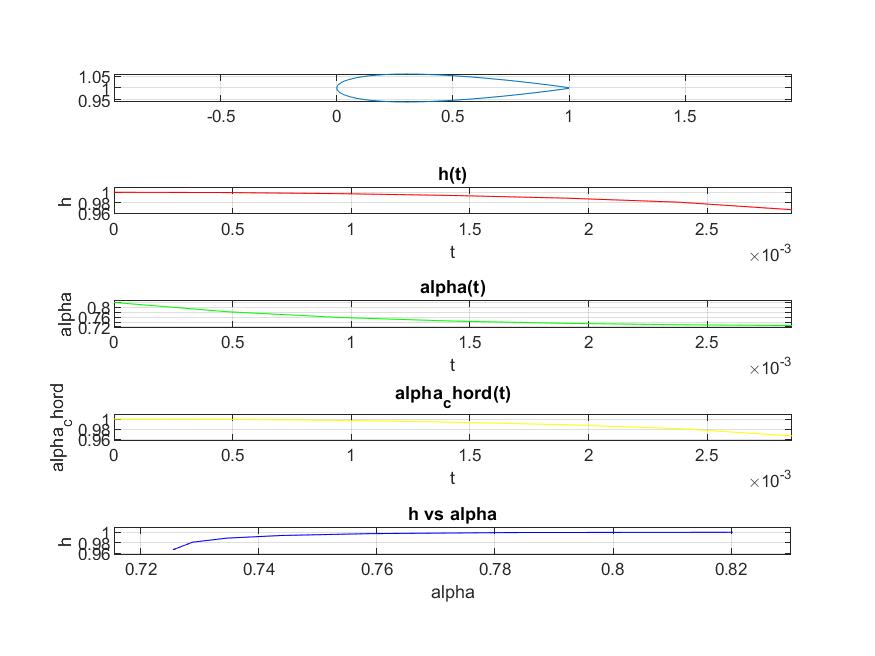 1.05
1
0.95
-0.5 0 0.5 1 1.5
h(t)
h
1
0.98
0.96
0 0.5 1 1.5 2 2.5
t
×10-3
alpha(t)
alpha
0.8
0.76
0.72
0 0.5 1 1.5 2 2.5
t
×10-3
alphachord(t)
alphachord
1
0.98
0.96
0 0.5 1 1.5 2 2.5
t
×10-3
h vs alpha
h
1
0.98
0.96
0.72 0.74 0.76 0.78 0.8 0.82
alpha